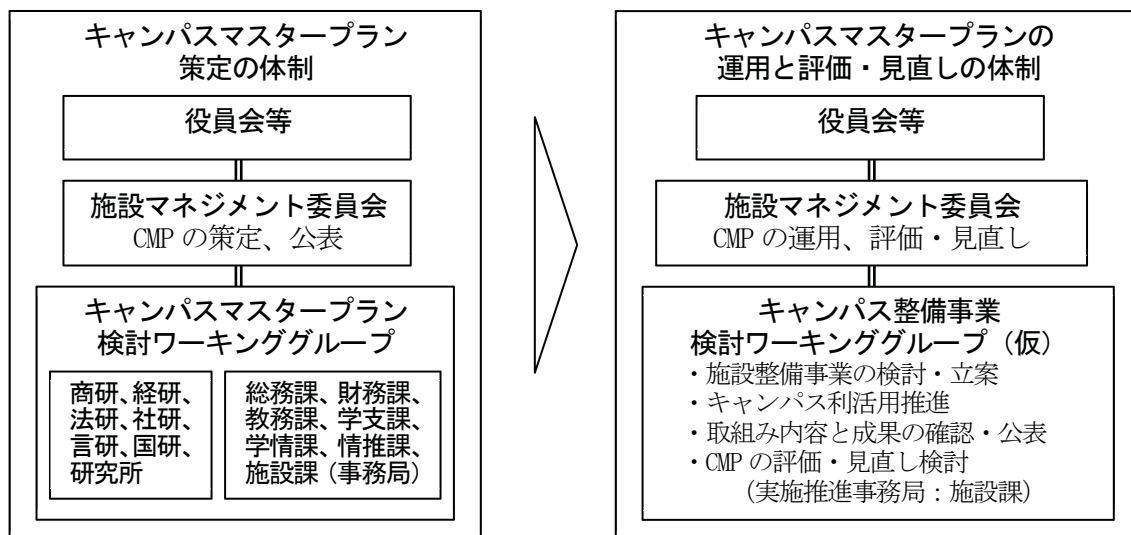 キャンパスマスタープラン
策定の体制
役員会等
施設マネジメント委員会
CMP の策定、公表
キャンパスマスタープラン
検討ワーキンググループ
商研、経研、
法研、社研、
言研、国研、
研究所
総務課、財務課、
教務課、学支課、
学情課、情推課、
施設課（事務局）
キャンパスマスタープランの
運用と評価・見直しの体制
役員会等
施設マネジメント委員会
CMP の運用、評価・見直し
キャンパス整備事業
検討ワーキンググループ（仮）
・施設整備事業の検討・立案
・キャンパス利活用推進
・取組み内容と成果の確認・公表
・CMP の評価・見直し検討
（実施推進事務局：施設課）